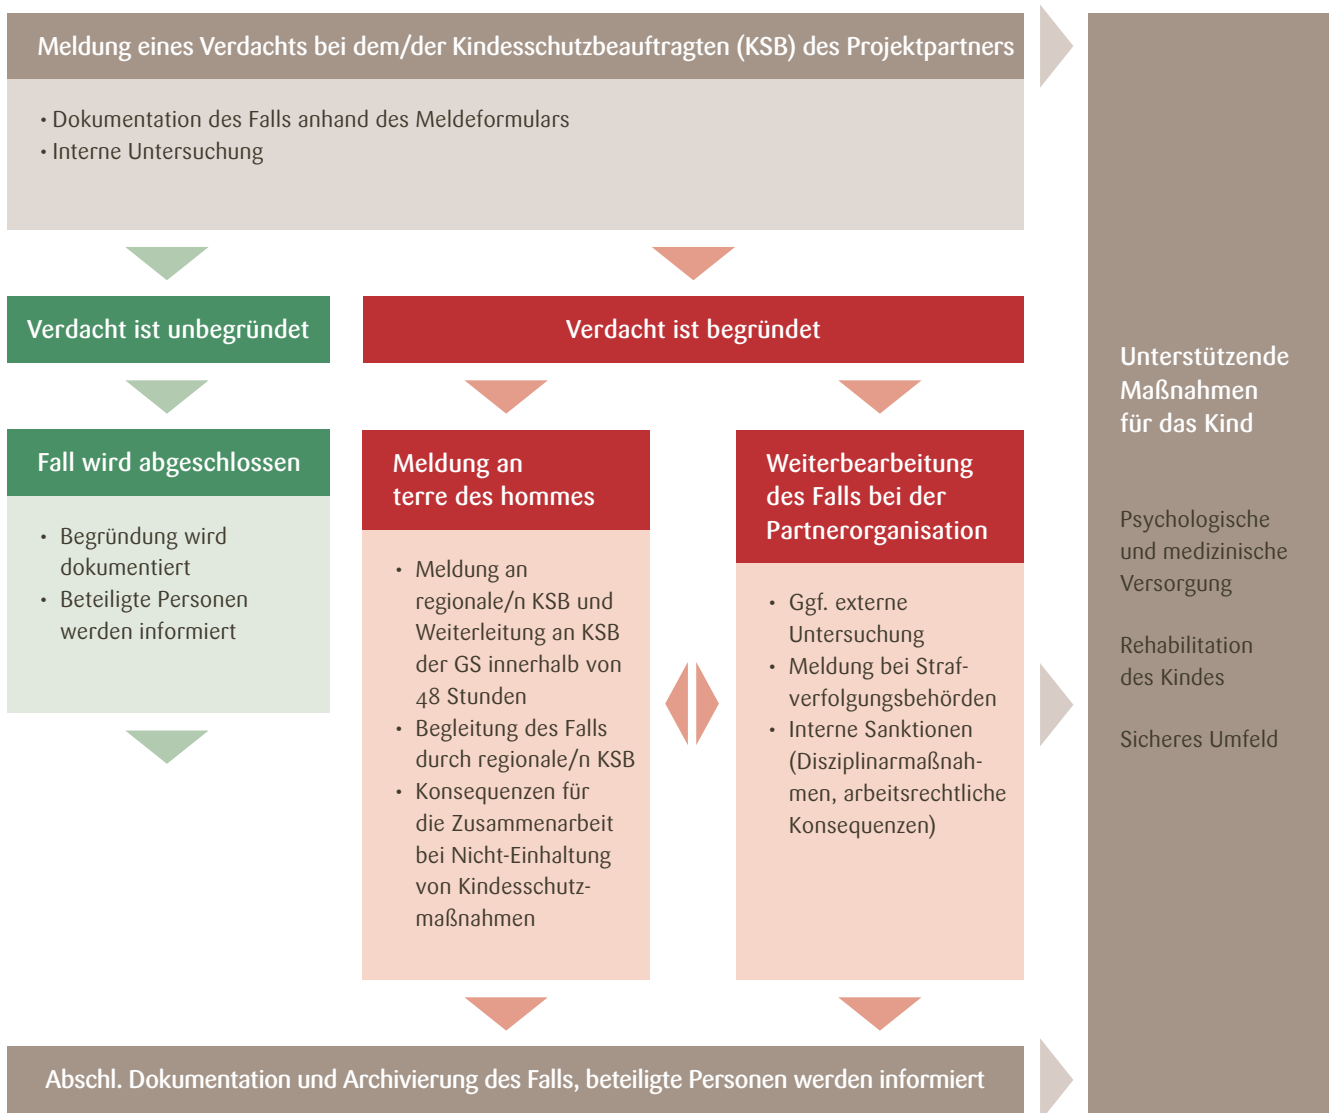 Meldung eines Verdachts bei dem/der Kindesschutzbeauftragten (KSB) des Projektpartners
• Dokumentation des Falls anhand des Meldeformulars
• Interne Untersuchung
Verdacht ist unbegründet
Verdacht ist begründet
Fall wird abgeschlossen
• Begründung wird
dokumentiert
• Beteiligte Personen
werden informiert
Meldung an
terre des hommes
• Meldung an
regionale/n KSB und
Weiterleitung an KSB
der GS innerhalb von
48 Stunden
• Begleitung des Falls
durch regionale/n KSB
• Konsequenzen für
die Zusammenarbeit
bei Nicht-Einhaltung
von Kindesschutz-
maßnahmen
Weiterbearbeitung
des Falls bei der
Partnerorganisation
• Ggf. externe
Untersuchung
• Meldung bei Straf-
verfolgungsbehörden
• Interne Sanktionen
(Disziplinarmaßnah-
men, arbeitsrechtliche
Konsequenzen)
Abschl. Dokumentation und Archivierung des Falls, beteiligte Personen werden informiert
Unterstützende
Maßnahmen
für das Kind
Psychologische
und medizinische
Versorgung
Rehabilitation
des Kindes
Sicheres Umfeld